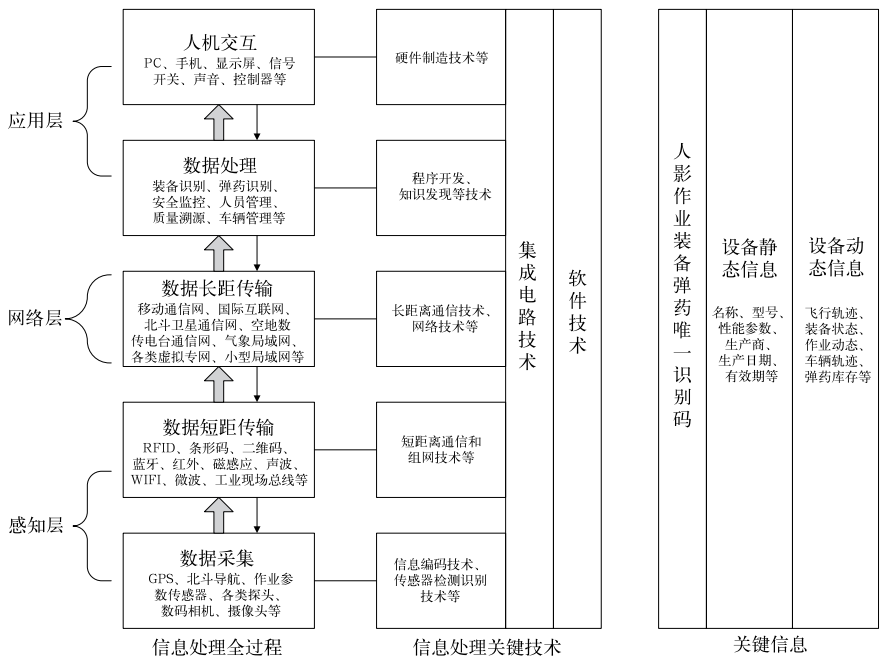 应用层
网络层
感知层
人机交互
PC、手机、显示屏、信号
开关、声音、控制器等
数据处理
装备识别、弹药识别、
安全监控、人员管理、
质量溯源、车辆管理等
数据长距传输
移动通信网、国际互联网、
北斗卫星通信网、空地数
传电台通信网、气象局域网、
各类虚拟专网、小型局域网等
数据短距传输
RFID、条形码、二维码、
蓝牙、红外、磁感应、声波、
WIFI、微波、工业现场总线等
数据采集
GPS、北斗导航、作业参
数传感器、各类探头、
数码相机、摄像头等
信息处理全过程
硬件制造技术等
程序开发、
知识发现等技术
长距离通信技术、
网络技术等
短距离通信和
组网技术等
信息编码技术、
传感器检测识别
技术等
集成电路技术
软件技术
信息处理关键技术
人影作业装备弹药唯一识别码
设备静
态信息
名称、型号、
性能参数、
生产商、
生产日期、
有效期等
设备动
态信息
飞行轨迹、
装备状态、
作业动态、
车辆轨迹、
弹药库存等
关键信息